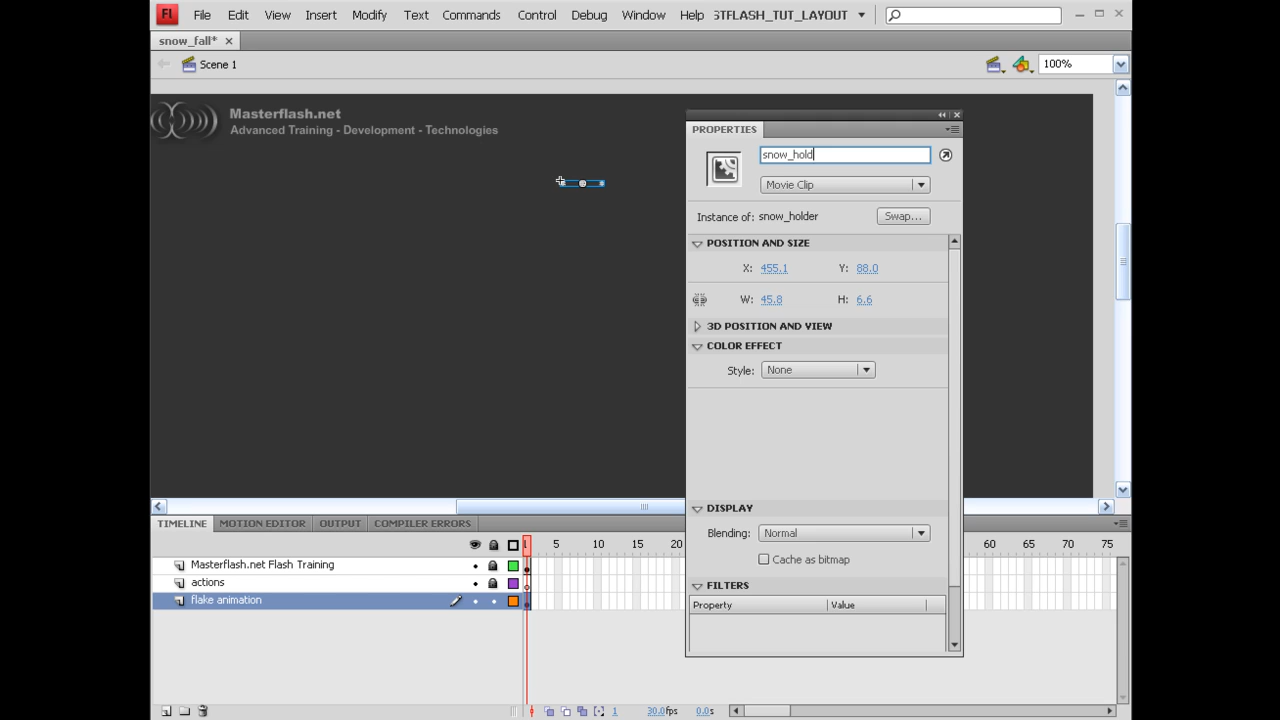 Fl File Edit View Insert Modify Text Commands Control Debug Window Help STFLASH_TUT_LAYOUT
snow_fall*
Scene 1
100%
Masterflash.net
Advanced Training - Development - Technologies
PROPERTIES
snow_hold
Movie Clip
Instance of: snow_holder Swap...
POSITION AND SIZE
X: 455.1 Y: 88.0
W: 45.8 H: 6.6
3D POSITION AND VIEW
COLOR EFFECT
Style: None
DISPLAY
Blending: Normal
Cache as bitmap
FILTERS
Property Value
TIMELINE MOTION EDITOR OUTPUT COMPILER ERRORS
1 5 10 15 20 60 65 70 75
Masterflash.net Flash Training
actions
flake animation
1 30.0fps 0.0s